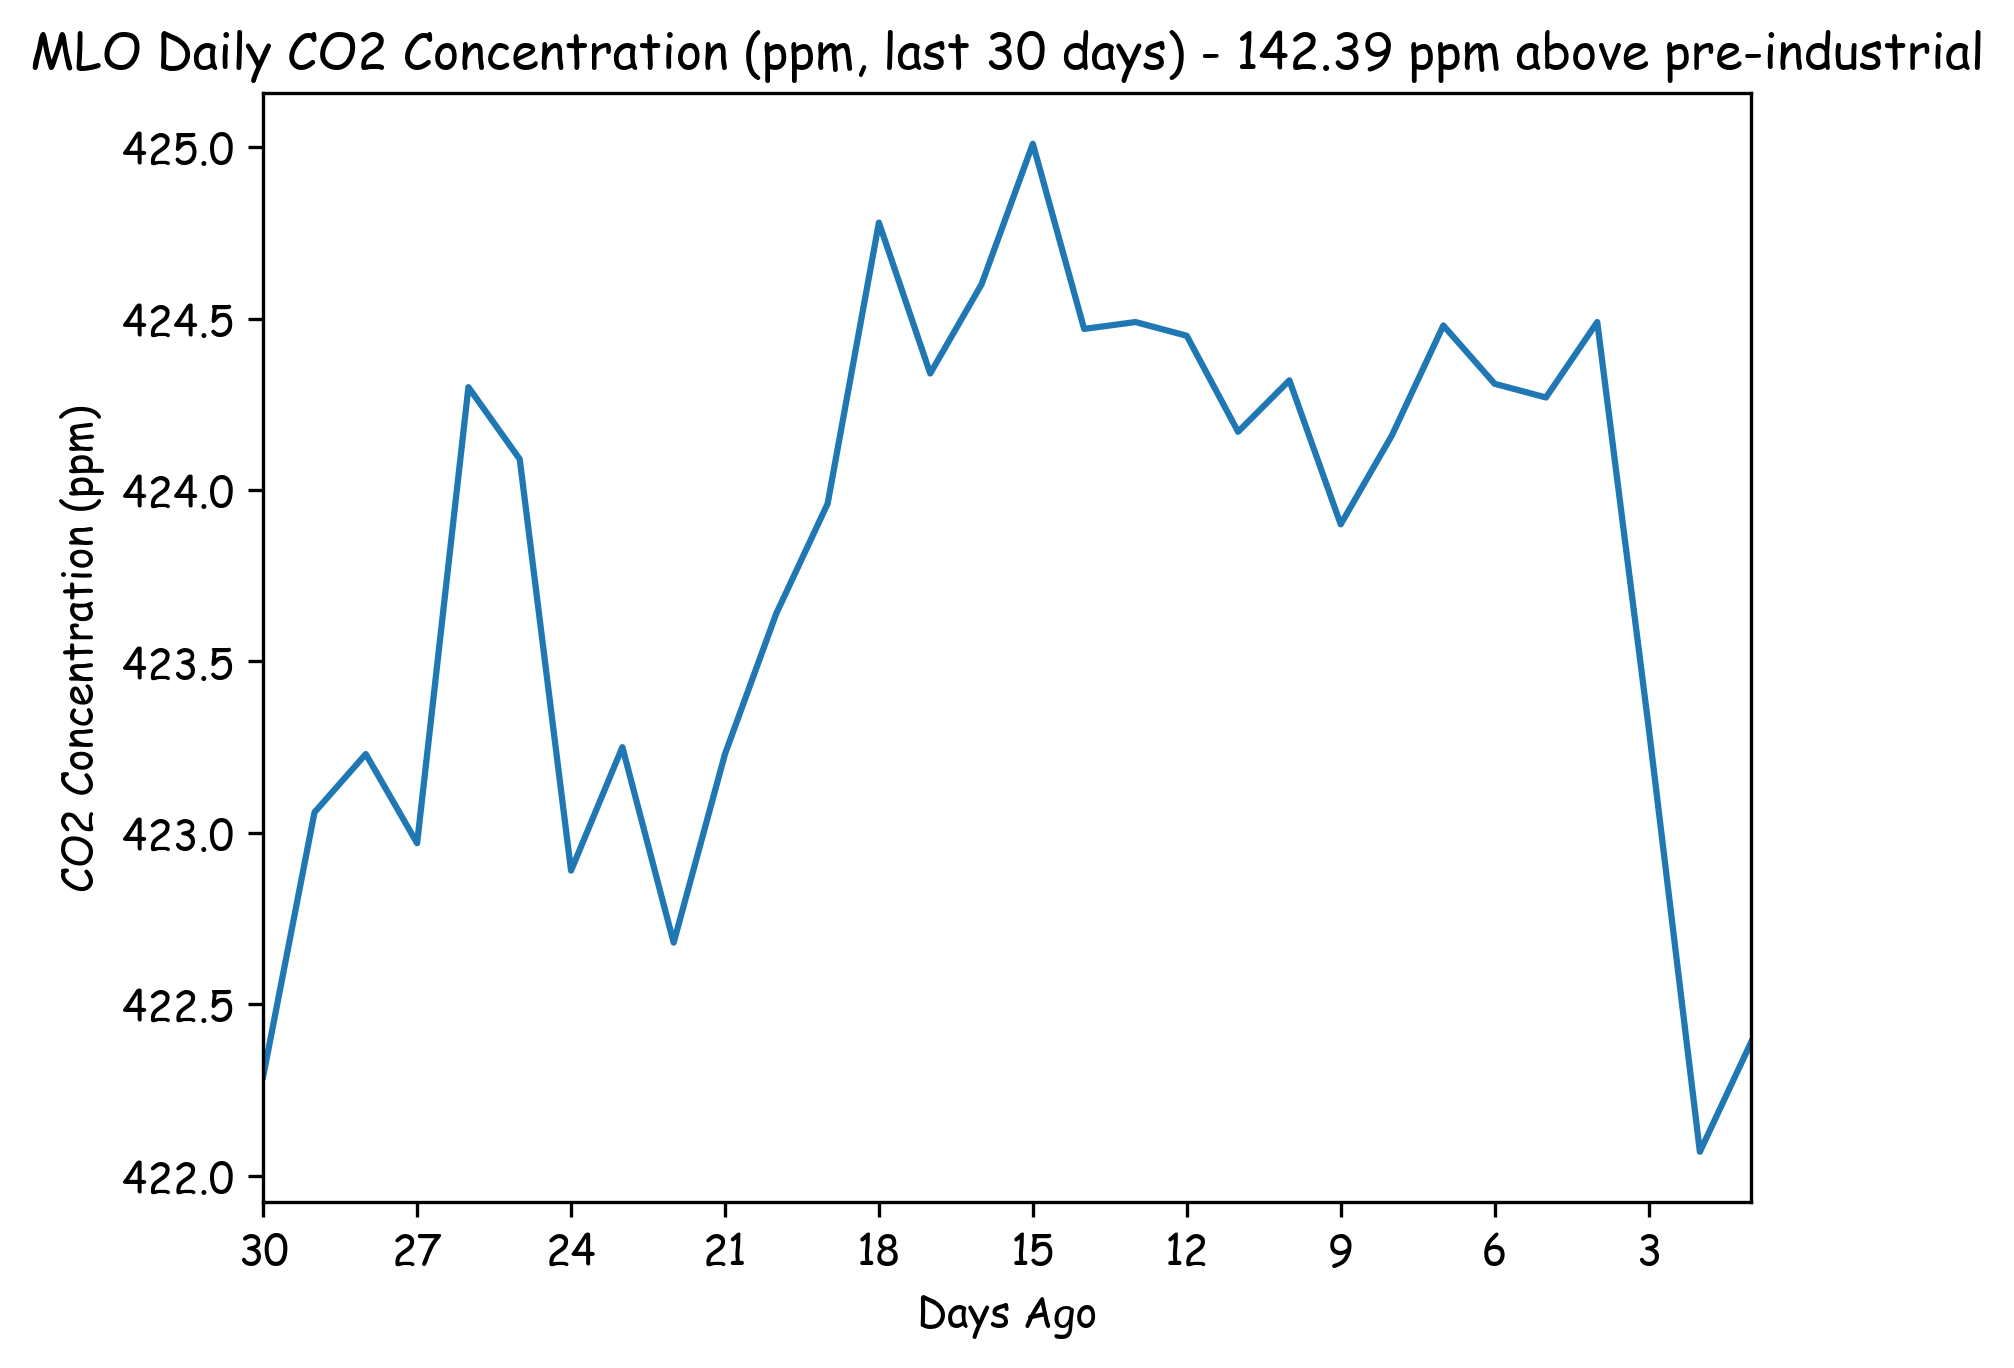 MLO Daily CO2 Concentration (ppm, last 30 days) - 142.39 ppm above pre-industrial
CO2 Concentration (ppm)
425.0
424.5
424.0
423.5
423.0
422.5
422.0
30 27 24 21 18 15 12 9 6 3
Days Ago